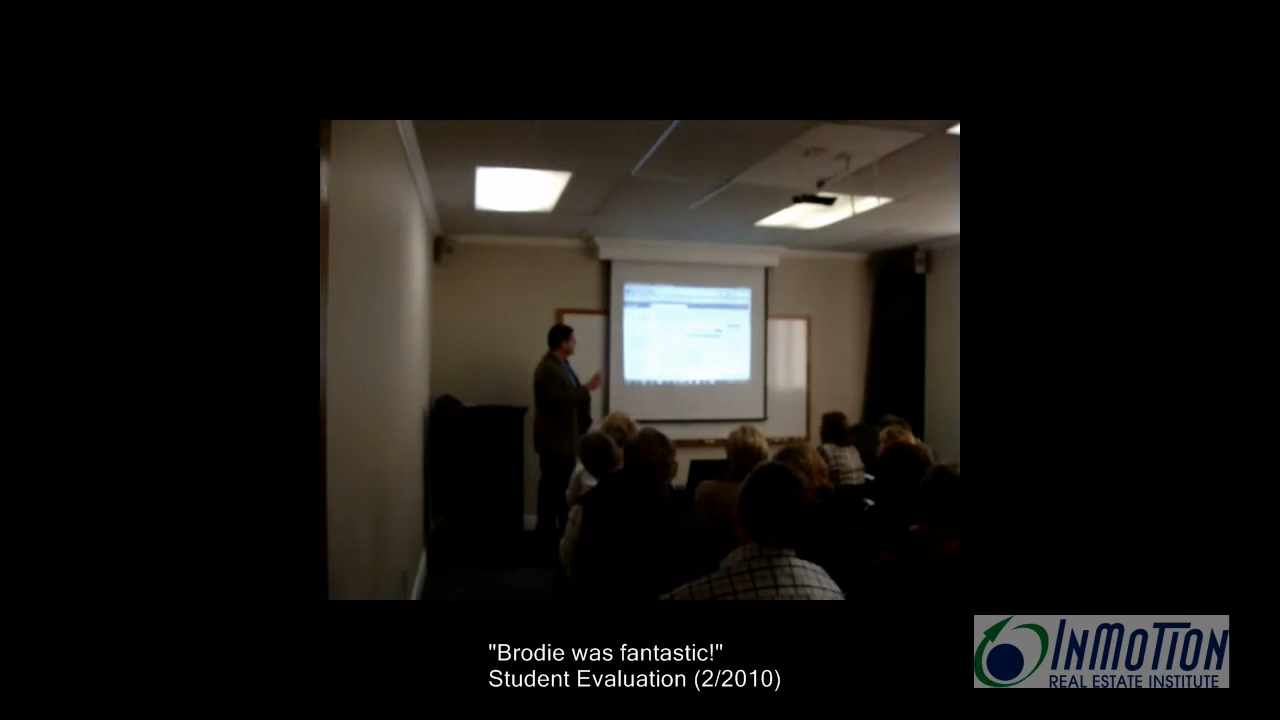 "Brodie was fantastic!"
Student Evaluation (2/2010)
INMOTION
REAL ESTATE INSTITUTE